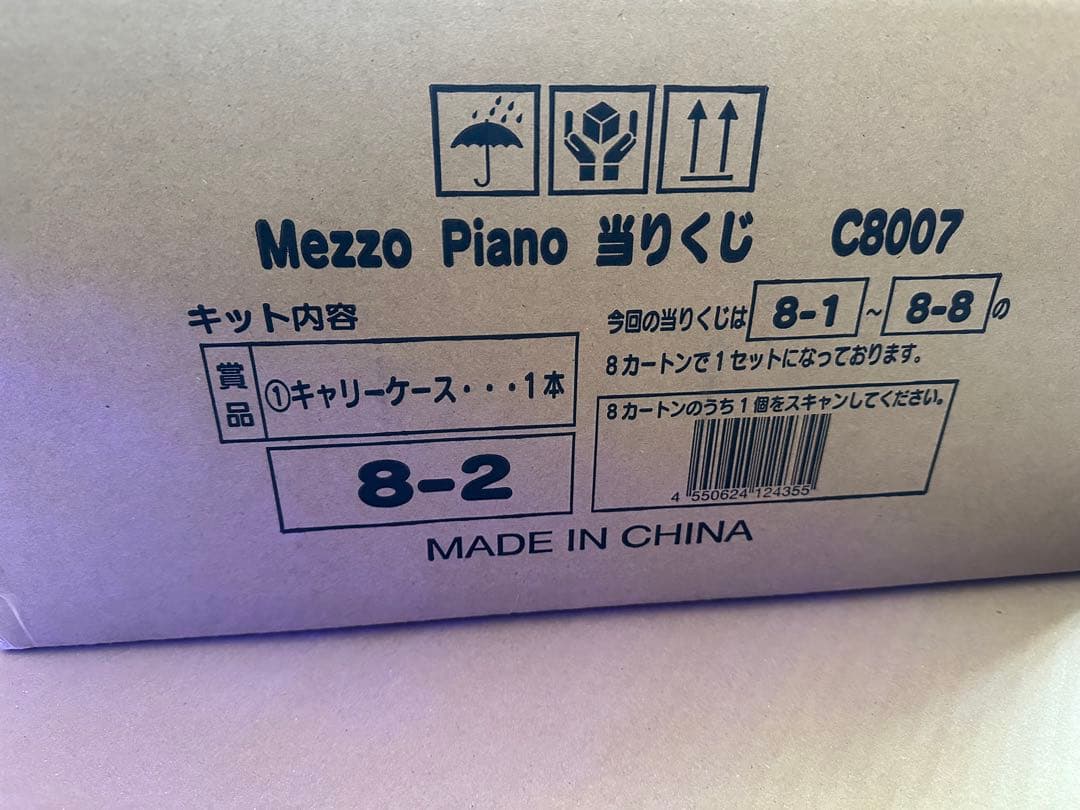 Mezzo Piano 当りくじ C8007
キット内容
賞品 ①キャリーケース・・・1本
8-2
今回の当りくじは 8-1 ~ 8-8 の
8カートンで1セットになっております。
8カートンのうち1個をスキャンしてください。
4 550624 124355
MADE IN CHINA